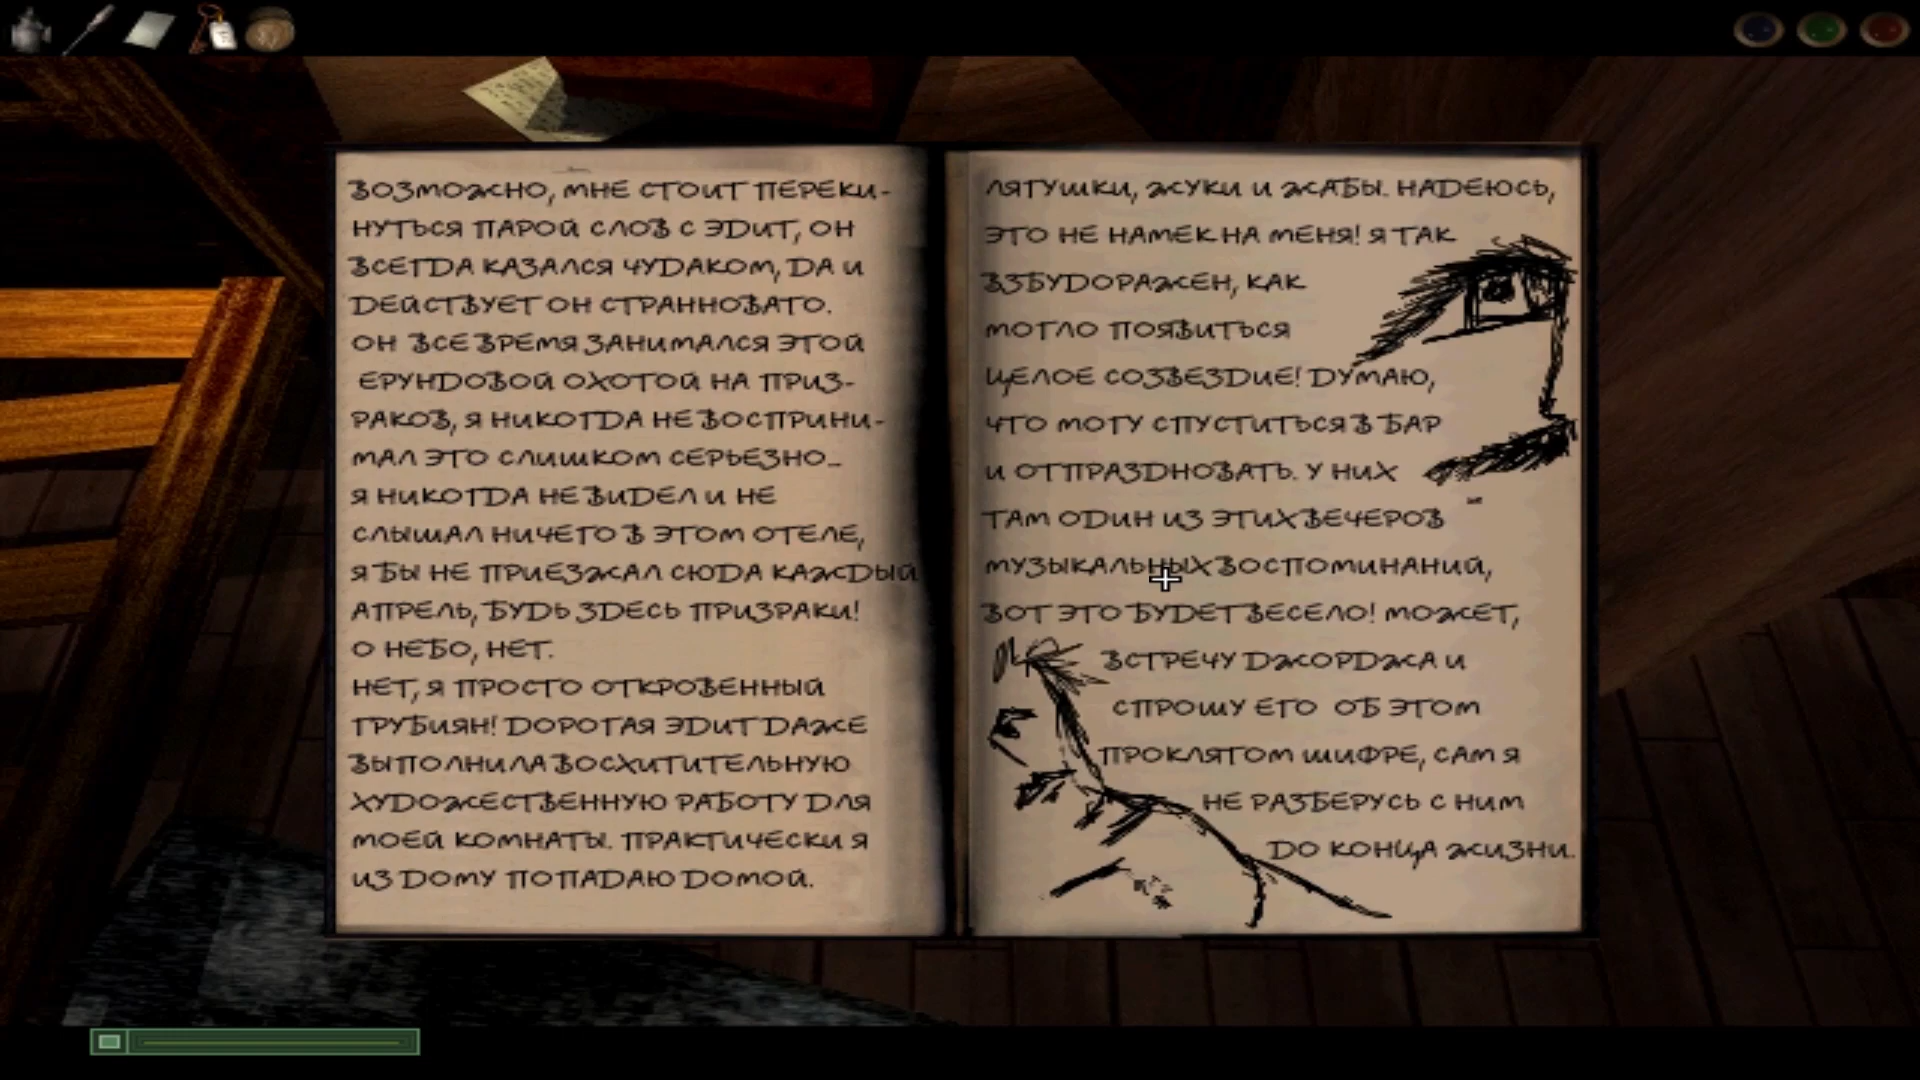 ВОЗМОЖНО, МНЕ СТОИТ ПЕРЕКИ-
НУТЬСЯ ПАРОЙ СЛОВ С ЭДИТ, ОН
ВСЕГДА КАЗАЛСЯ ЧУДАКОМ, ДА И
ДЕЙСТВУЕТ ОН СТРАННОВАТО.
ОН ВСЕ ВРЕМЯ ЗАНИМАЛСЯ ЭТОЙ
ЕРУНДОВОЙ ОХОТОЙ НА ПРИЗ-
РАКОВ, Я НИКОГДА НЕ ВОСПРИНИ-
МАЛ ЭТО СЛИШКОМ СЕРЬЕЗНО...
Я НИКОГДА НЕ ВИДЕЛ И НЕ
СЛЫШАЛ НИЧЕГО В ЭТОМ ОТЕЛЕ,
Я БЫ НЕ ПРИЕЗЖАЛ СЮДА КАЖДЫЙ
АПРЕЛЬ, БУДЬ ЗДЕСЬ ПРИЗРАКИ!
О НЕБО, НЕТ.
НЕТ, Я ПРОСТО ОТКРОВЕННЫЙ
ГРУБИЯН! ДОРОГАЯ ЭДИТ ДАЖЕ
ВЫПОЛНИЛА ВОСХИТИТЕЛЬНУЮ
ХУДОЖЕСТВЕННУЮ РАБОТУ ДЛЯ
МОЕЙ КОМНАТЫ. ПРАКТИЧЕСКИ Я
ИЗ ДОМУ ПОПАДАЮ ДОМОЙ.
ЛЯГУШКИ, ЖУКИ И ЖАБЫ. НАДЕЮСЬ,
ЭТО НЕ НАМЕК НА МЕНЯ! Я ТАК
ВЗБУДОРАЖЕН, КАК
МОГЛО ПОЯВИТЬСЯ
ЦЕЛОЕ СОЗВЕЗДИЕ! ДУМАЮ,
ЧТО МОГУ СПУСТИТЬСЯ В БАР
И ОТПРАЗДНОВАТЬ. У НИХ
ТАМ ОДИН ИЗ ЭТИХ ВЕЧЕРОВ
МУЗЫКАЛЬНЫХ ВОСПОМИНАНИЙ,
ВОТ ЭТО БУДЕТ ВЕСЕЛО! МОЖЕТ,
ВСТРЕЧУ ДЖОРДЖА И
СПРОШУ ЕГО ОБ ЭТОМ
ПРОКЛЯТОМ ШИФРЕ, САМ Я
НЕ РАЗБЕРУСЬ С НИМ
ДО КОНЦА ЖИЗНИ.